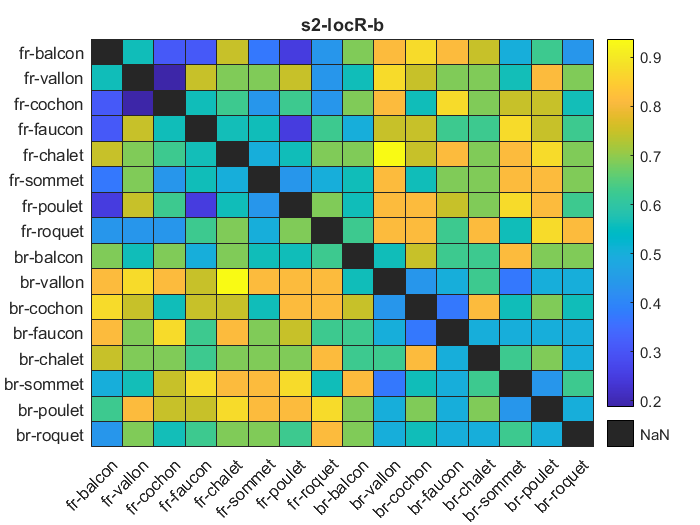 s2-locR-b
fr-balcon
fr-vallon
fr-cochon
fr-faucon
fr-chalet
fr-sommet
fr-poulet
fr-roquet
br-balcon
br-vallon
br-cochon
br-faucon
br-chalet
br-sommet
br-poulet
br-roquet
fr-balcon
fr-vallon
fr-cochon
fr-faucon
fr-chalet
fr-sommet
fr-poulet
fr-roquet
br-balcon
br-vallon
br-cochon
br-faucon
br-chalet
br-sommet
br-poulet
br-roquet
0.9
0.8
0.7
0.6
0.5
0.4
0.3
0.2
NaN